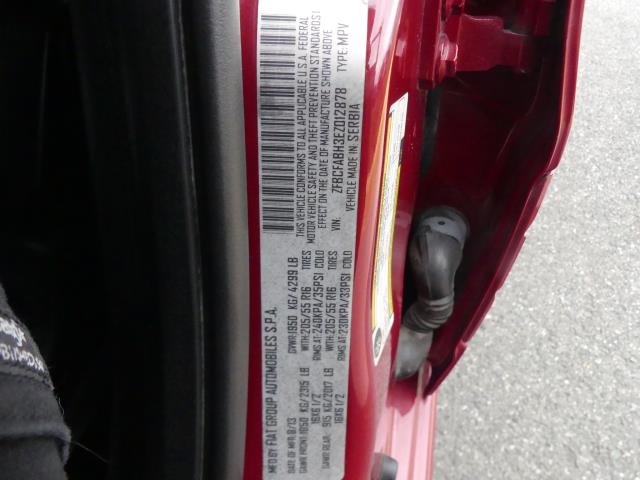 MFD BY FIAT GROUP AUTOMOBILES S.P.A.
DATE OF MFR: 8/13 GVWR: 1950 KG/ 4299 LB
GAWR FRONT: 1050 KG/ 2315 LB WITH: 205/55 R16 TIRES
16X6 1/2 RIMS AT: 240KPA/35PSI COLD
GAWR REAR: 915 KG/2017 LB WITH: 205/55 R16 TIRES
16X6 1/2 RIMS AT: 230KPA/33PSI COLD
THIS VEHICLE CONFORMS TO ALL APPLICABLE U.S.A. FEDERAL
MOTOR VEHICLE SAFETY AND THEFT PREVENTION STANDARDS IN
EFFECT ON THE DATE OF MANUFACTURE SHOWN ABOVE
VIN: ZFBCFABH3EZ012878 TYPE: MPV
VEHICLE MADE IN SERBIA